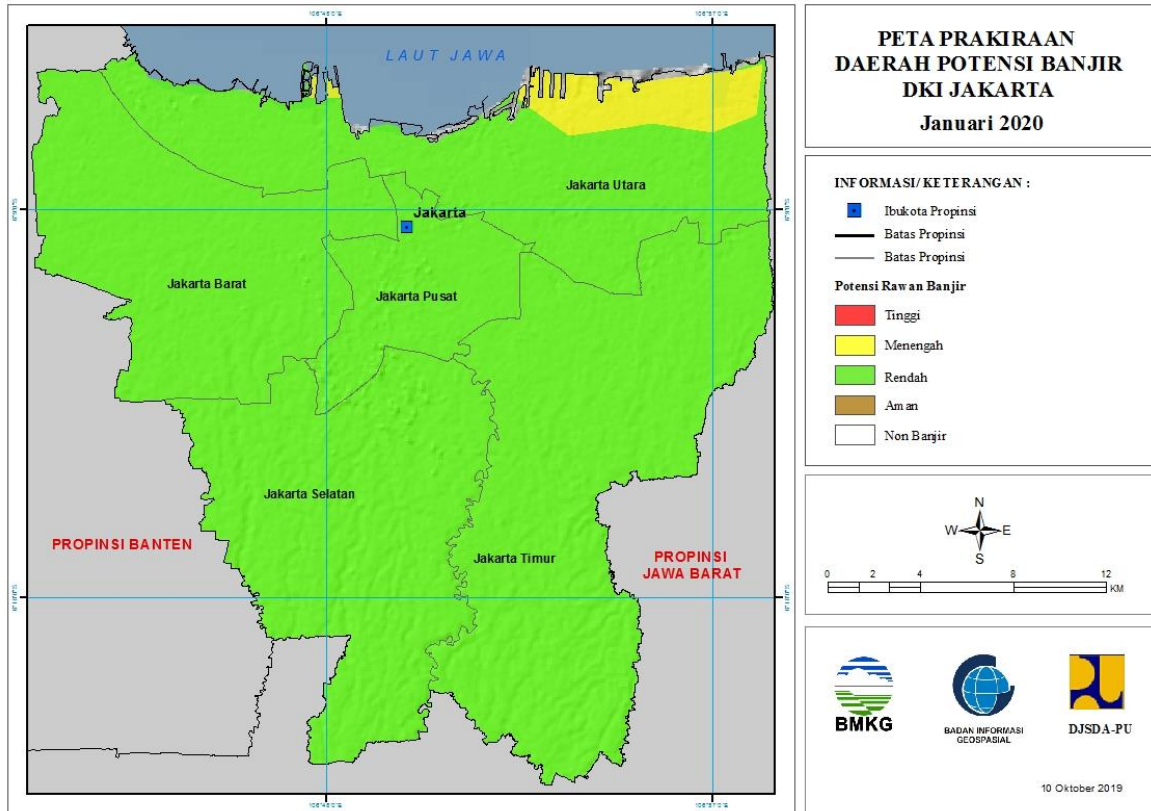 LAUT JAWA
Jakarta Utara
Jakarta
Jakarta Barat
Jakarta Pusat
Jakarta Selatan
PROPINSI BANTEN
Jakarta Timur
PROPINSI
JAWA BARAT
PETA PRAKIRAAN
DAERAH POTENSI BANJIR
DKI JAKARTA
Januari 2020
INFORMASI/KETERANGAN :
Ibukota Propinsi
Batas Propinsi
Batas Propinsi
Potensi Rawan Banjir
Tinggi
Menengah
Rendah
Aman
Non Banjir
N
W E
S
0 2 4 8 12
KM
BMKG
BADAN INFORMASI
GEOSPASIAL
DJSDA-PU
10 Oktober 2019